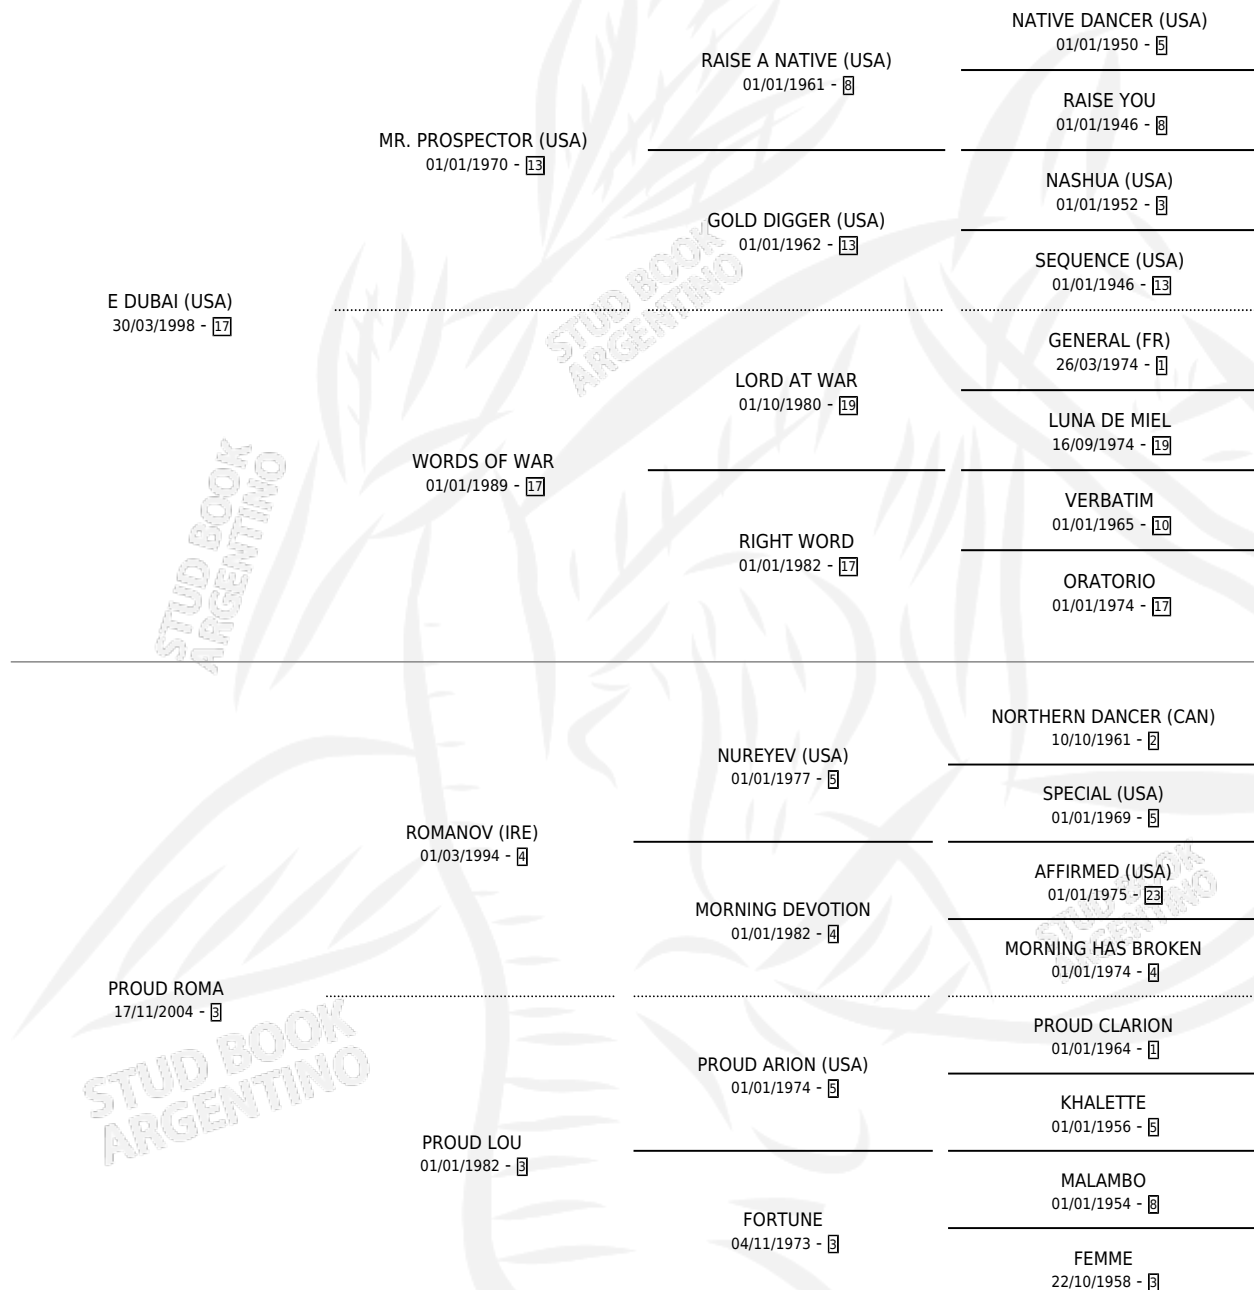 NATIVE DANCER (USA)
01/01/1950 - 5
RAISE A NATIVE (USA)
01/01/1961 - 8
RAISE YOU
01/01/1946 - 8
MR. PROSPECTOR (USA)
01/01/1970 - 13
NASHUA (USA)
01/01/1952 - 3
GOLD DIGGER (USA)
01/01/1962 - 13
SEQUENCE (USA)
01/01/1946 - 13
E DUBAI (USA)
30/03/1998 - 17
STUD BOOK
ARGENTINO
GENERAL (FR)
26/03/1974 - 1
LORD AT WAR
01/10/1980 - 19
LUNA DE MIEL
16/09/1974 - 19
WORDS OF WAR
01/01/1989 - 17
VERBATIM
01/01/1965 - 10
RIGHT WORD
01/01/1982 - 17
ORATORIO
01/01/1974 - 17
STUD BOOK
ARGENTINO
NORTHERN DANCER (CAN)
10/10/1961 - 2
NUREYEV (USA)
01/01/1977 - 5
SPECIAL (USA)
01/01/1969 - 5
ROMANOV (IRE)
01/03/1994 - 4
AFFIRMED (USA)
01/01/1975 - 23
MORNING DEVOTION
01/01/1982 - 4
MORNING HAS BROKEN
01/01/1974 - 4
STUD BOOK
ARGENTINO
PROUD ROMA
17/11/2004 - 3
STUD BOOK
ARGENTINO
PROUD CLARION
01/01/1964 - 1
PROUD ARION (USA)
01/01/1974 - 5
KHALETTE
01/01/1956 - 5
PROUD LOU
01/01/1982 - 3
MALAMBO
01/01/1954 - 8
FORTUNE
04/11/1973 - 3
FEMME
22/10/1958 - 3